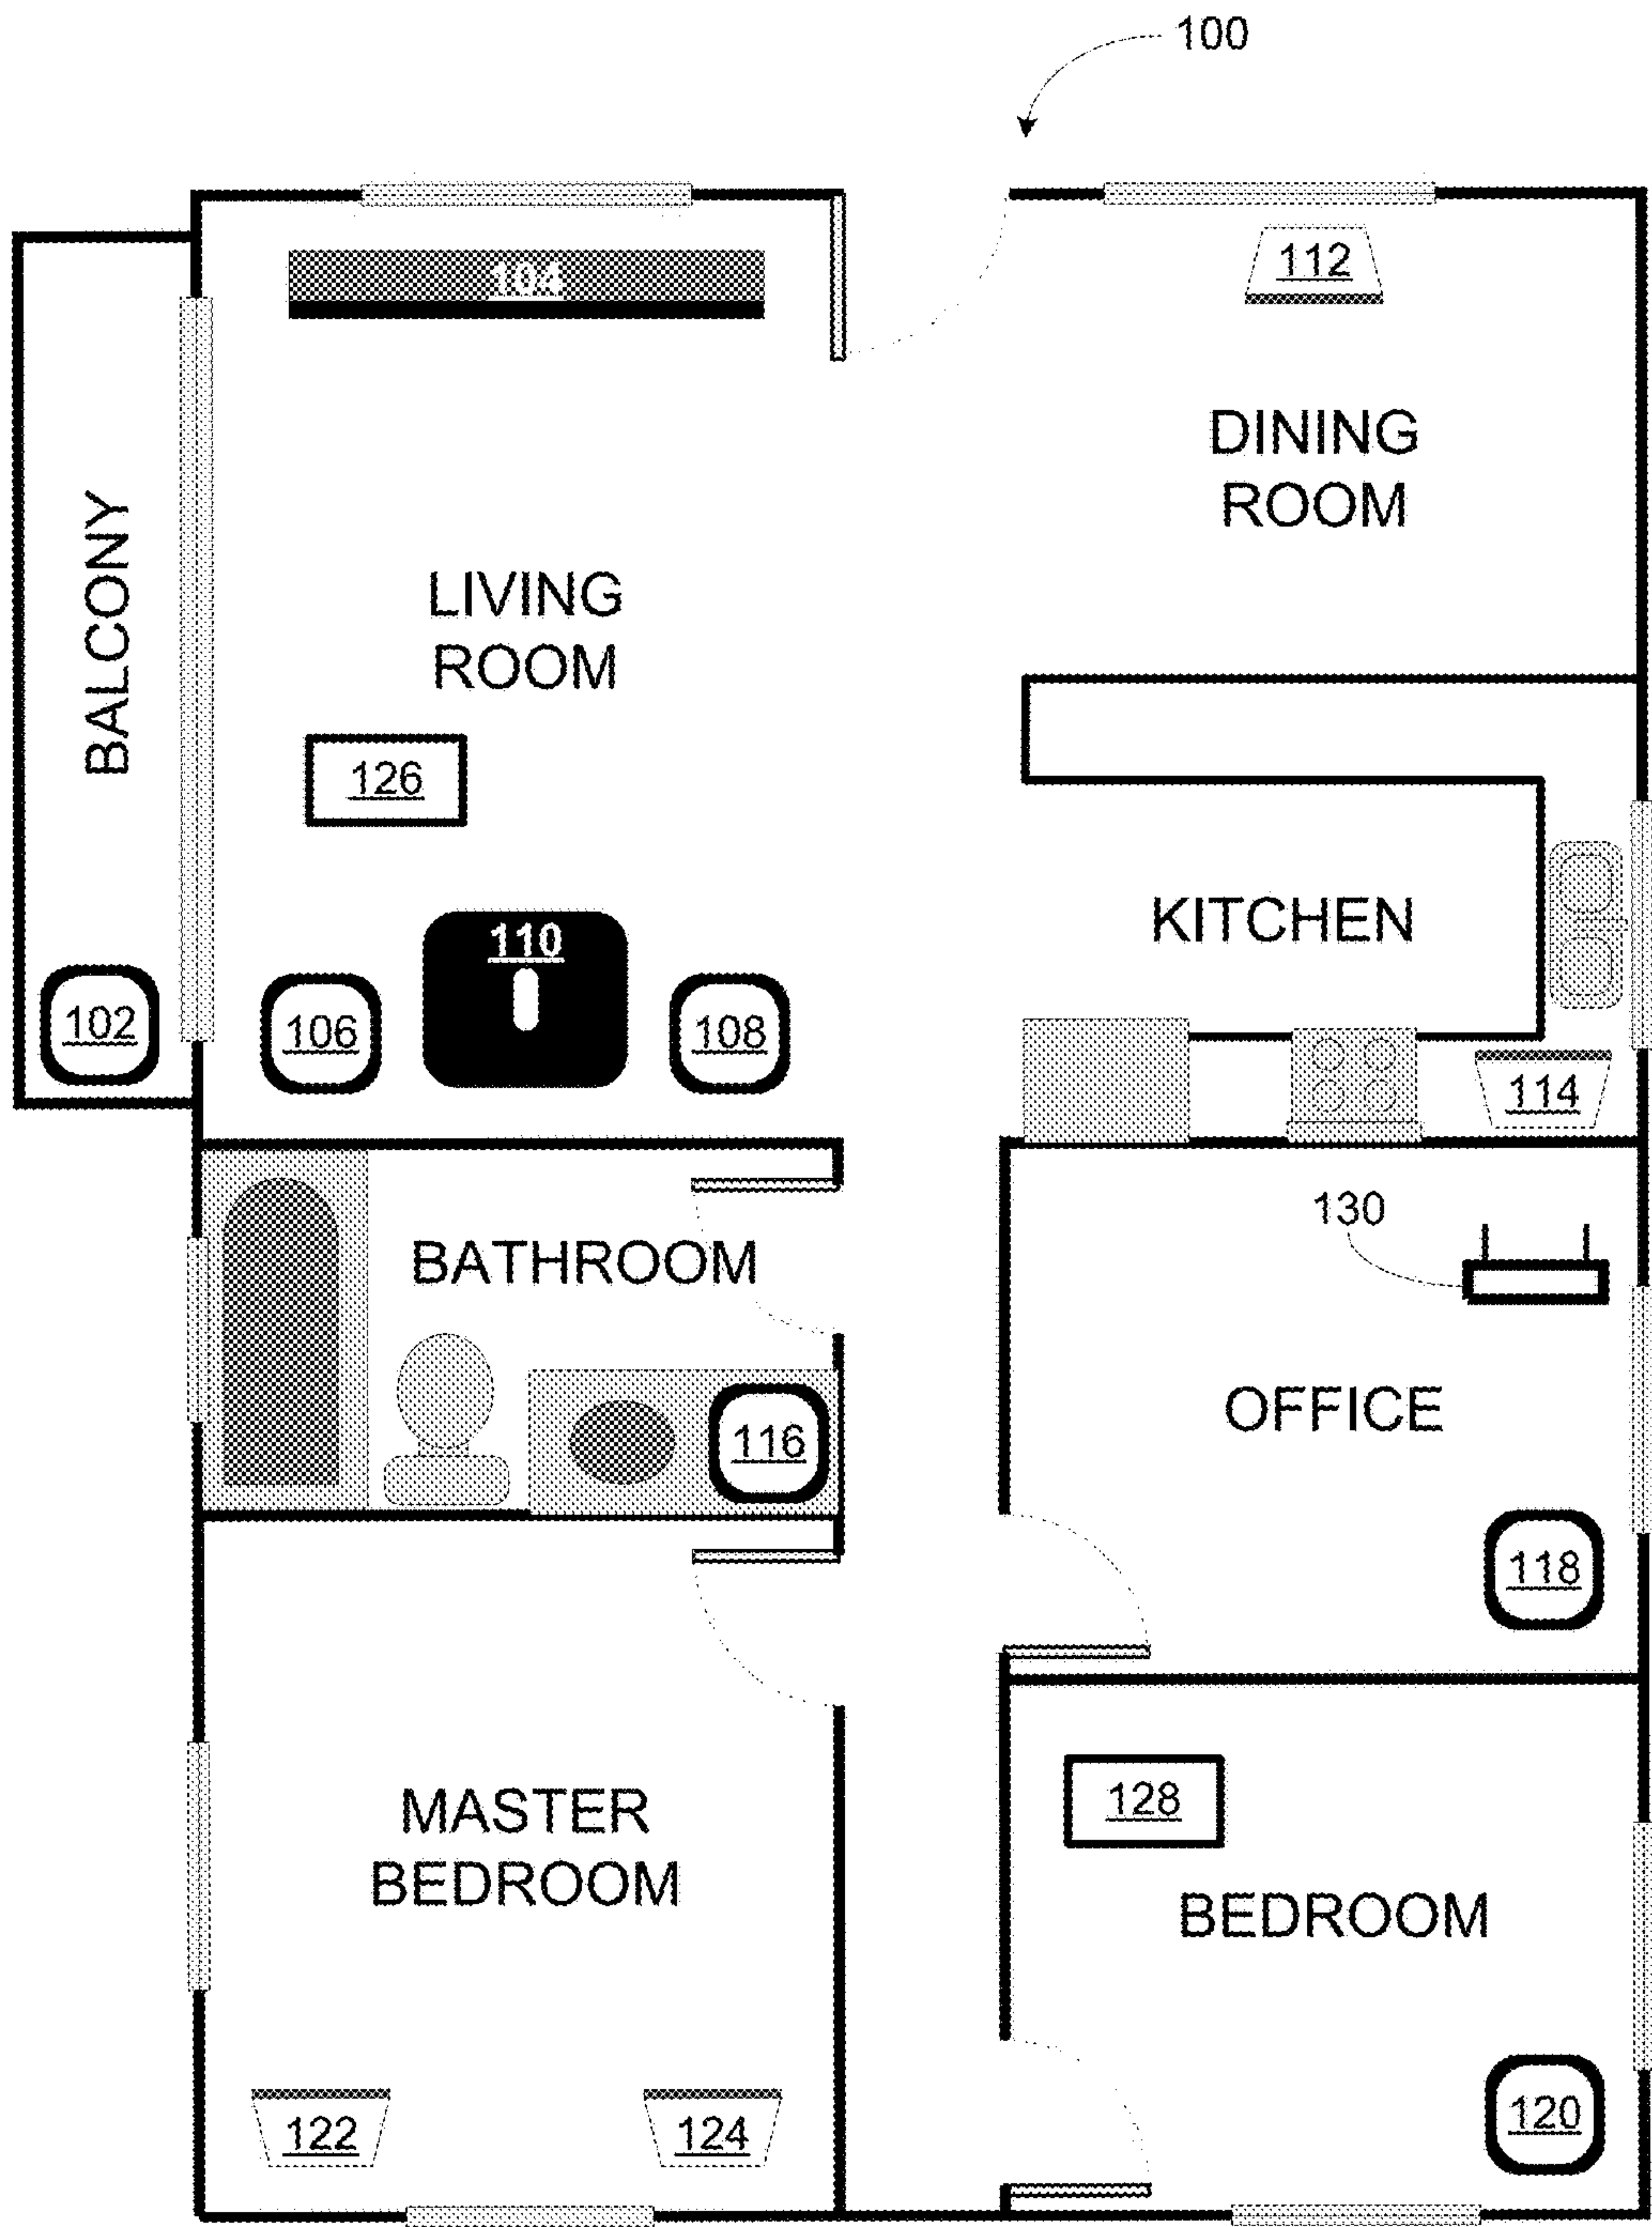 100
104
112
DINING
ROOM
BALCONY
LIVING
ROOM
126
KITCHEN
110
102
106
108
114
130
BATHROOM
OFFICE
116
118
MASTER
BEDROOM
128
BEDROOM
122
124
120